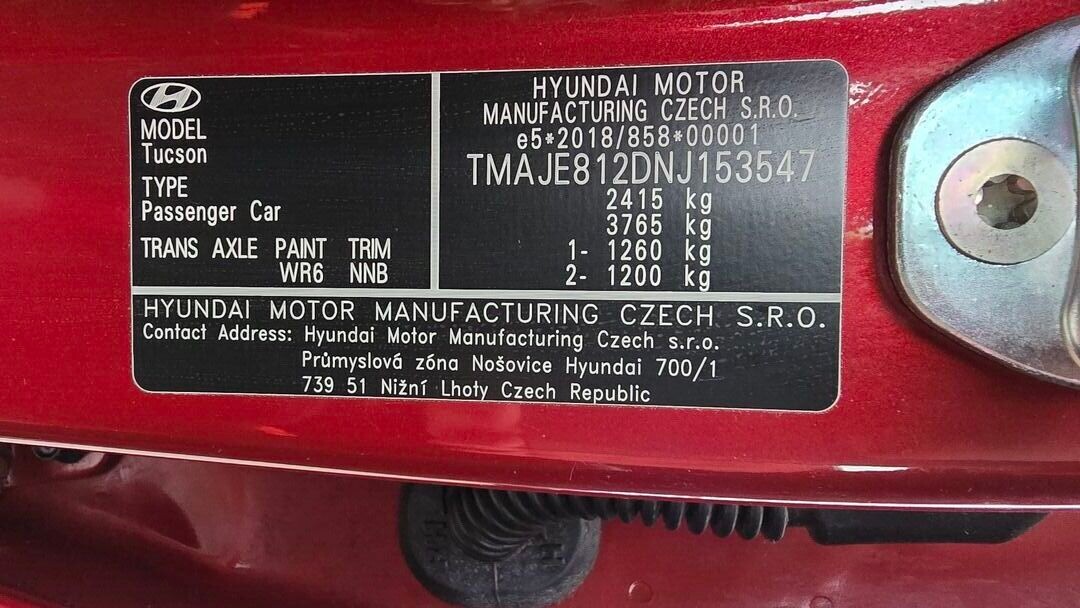 MODEL
Tucson
TYPE
Passenger Car
TRANS AXLE PAINT TRIM
WR6 NNB
HYUNDAI MOTOR
MANUFACTURING CZECH S.R.O.
e5*2018/858*00001
TMAJE812DNJ153547
2415 kg
3765 kg
1- 1260 kg
2- 1200 kg
HYUNDAI MOTOR MANUFACTURING CZECH S.R.O.
Contact Address: Hyundai Motor Manufacturing Czech s.r.o.
Průmyslová zóna Nošovice Hyundai 700/1
739 51 Nižní Lhoty Czech Republic